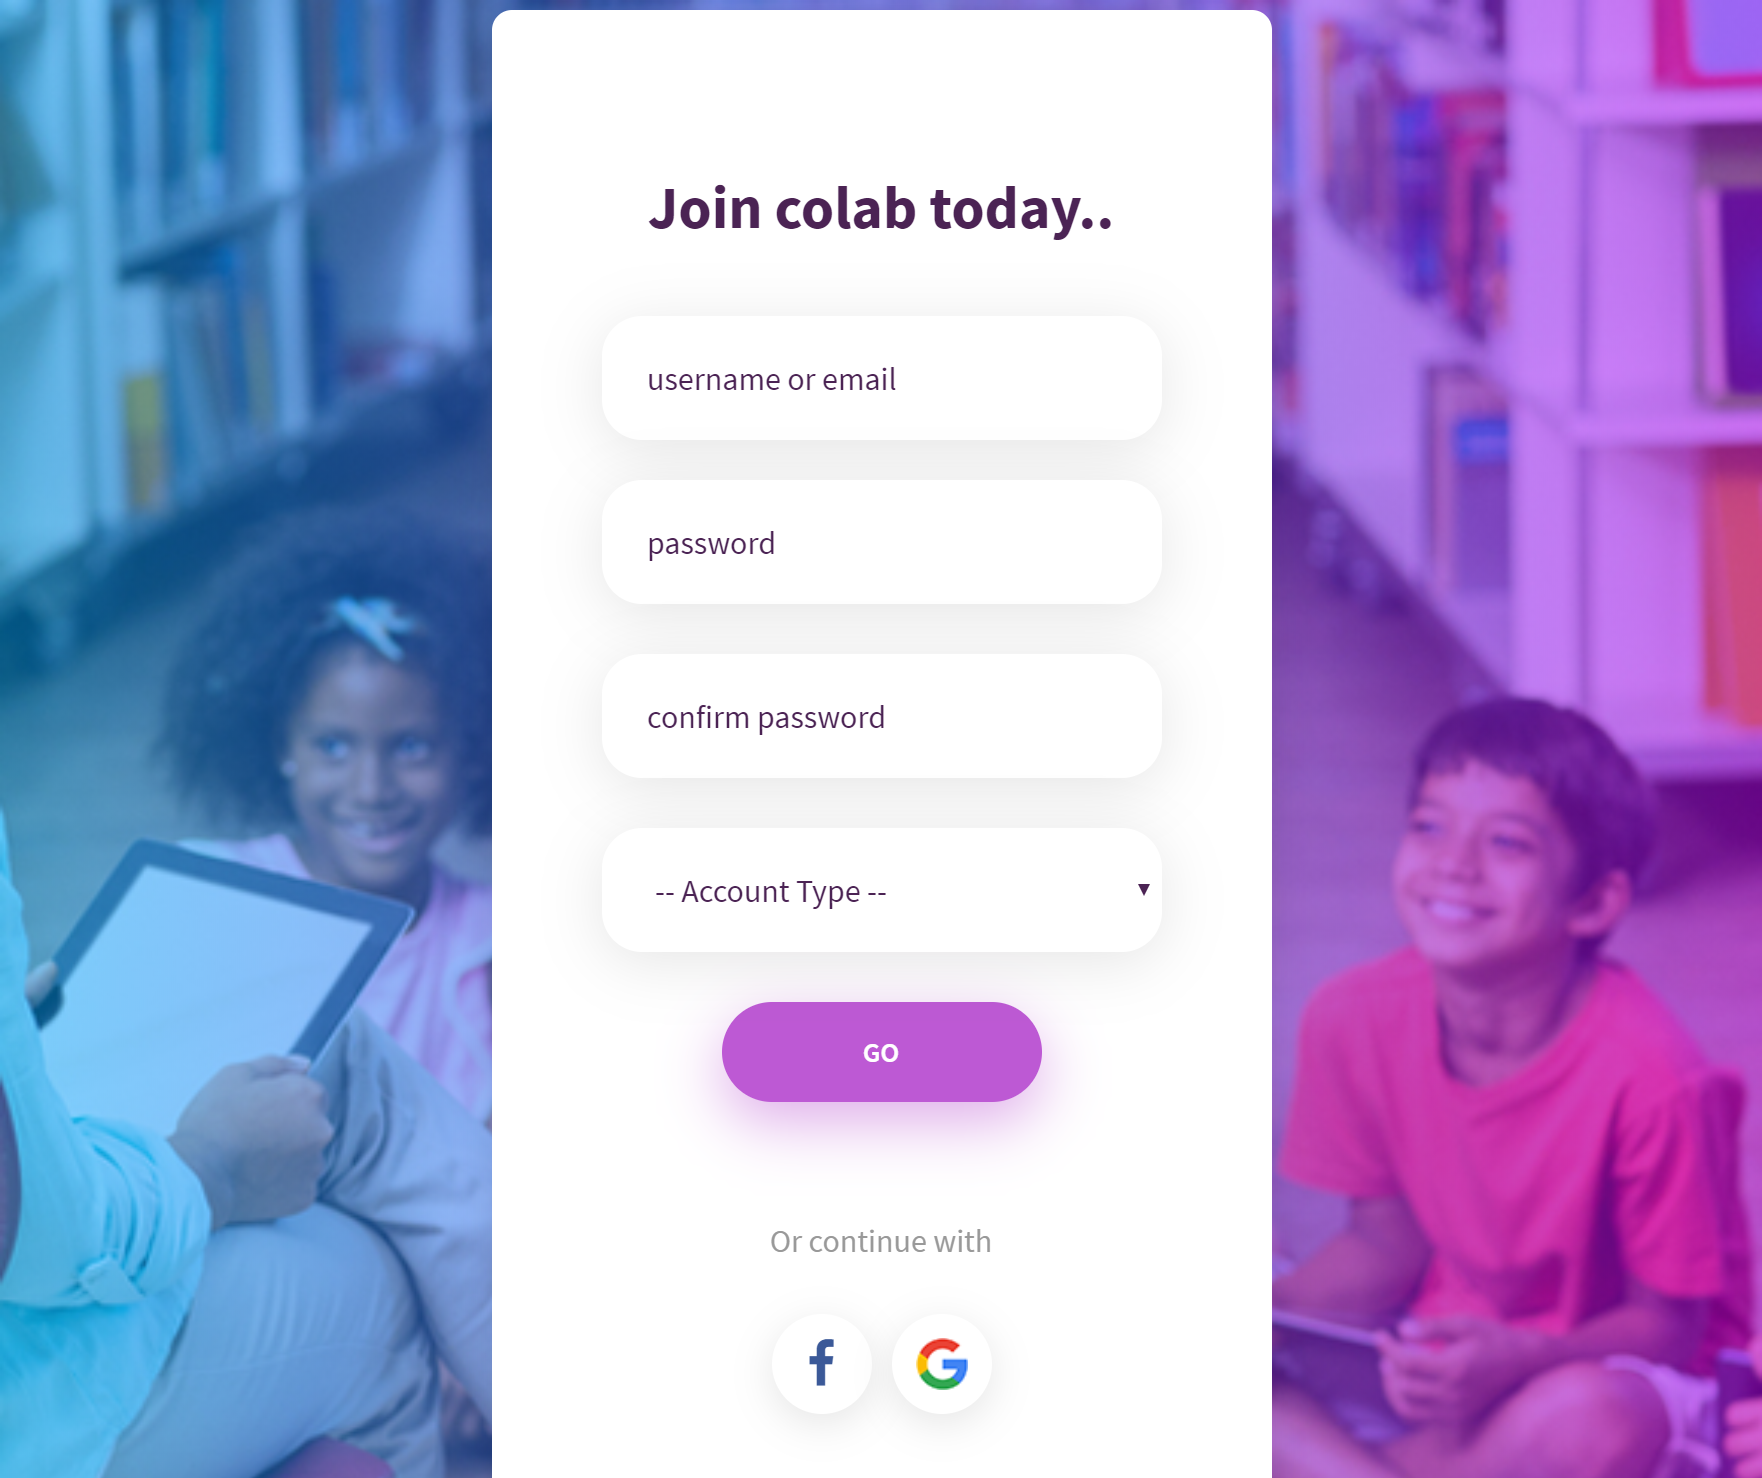 Join colab today..
username or email
password
confirm password
-- Account Type --
GO
Or continue with